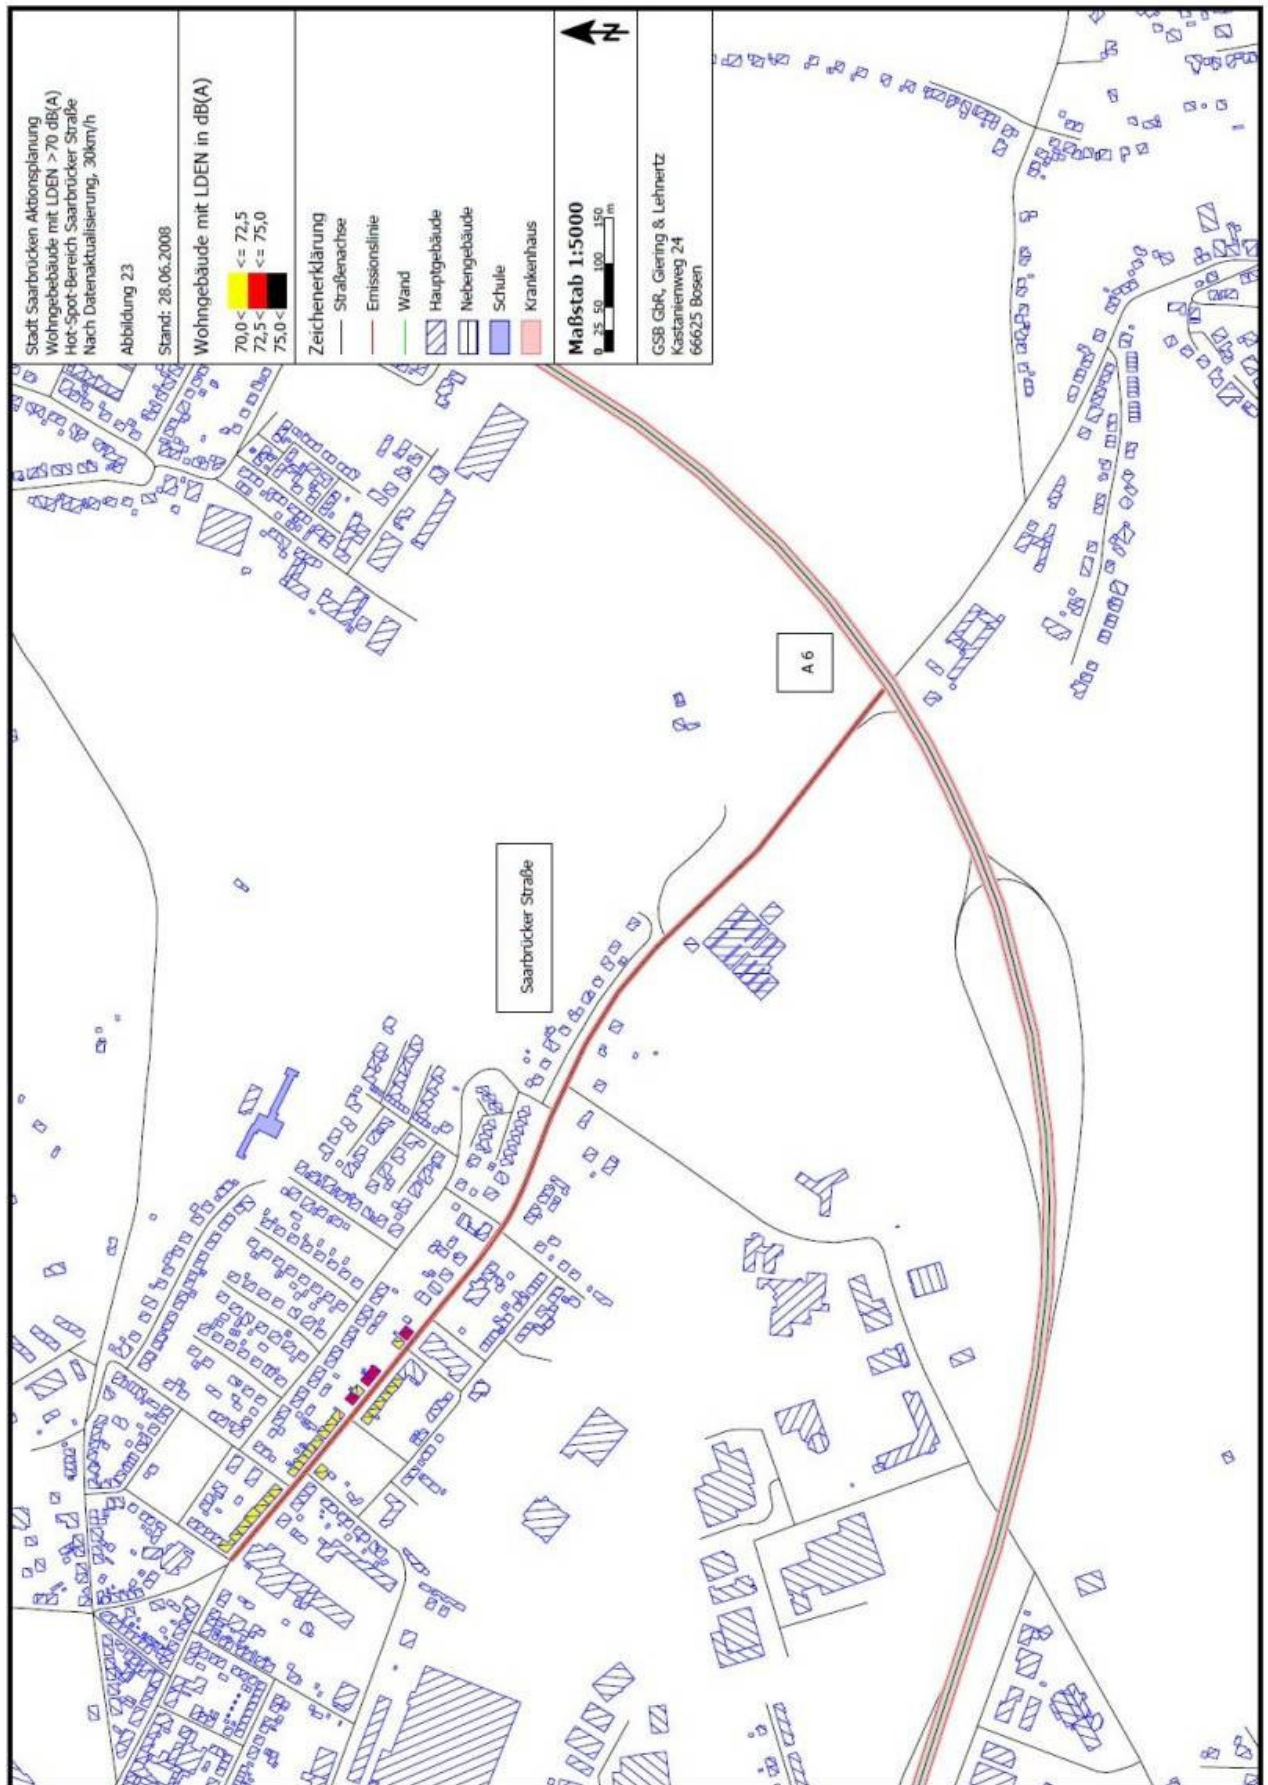 Stadt Saarbrücken Aktionsplanung
Wohngebäude mit LDEN >70 dB(A)
Hot-Spot-Bereich Saarbrücker Straße
Nach Datenaktualisierung, 30km/h
Abbildung 23
Stand: 28.06.2008
Wohngebäude mit LDEN in dB(A)
70,0 < <= 72,5
72,5 < <= 75,0
75,0 <
Zeichenerklärung
Straßenachse
Emissionslinie
Wand
Hauptgebäude
Nebengebäude
Schule
Krankenhaus
Maßstab 1:5000
0 25 50 100 150
m
GSB GbR, Giering & Lehnertz
Kastanienweg 24
66625 Bosen
N
A 6
Saarbrücker Straße